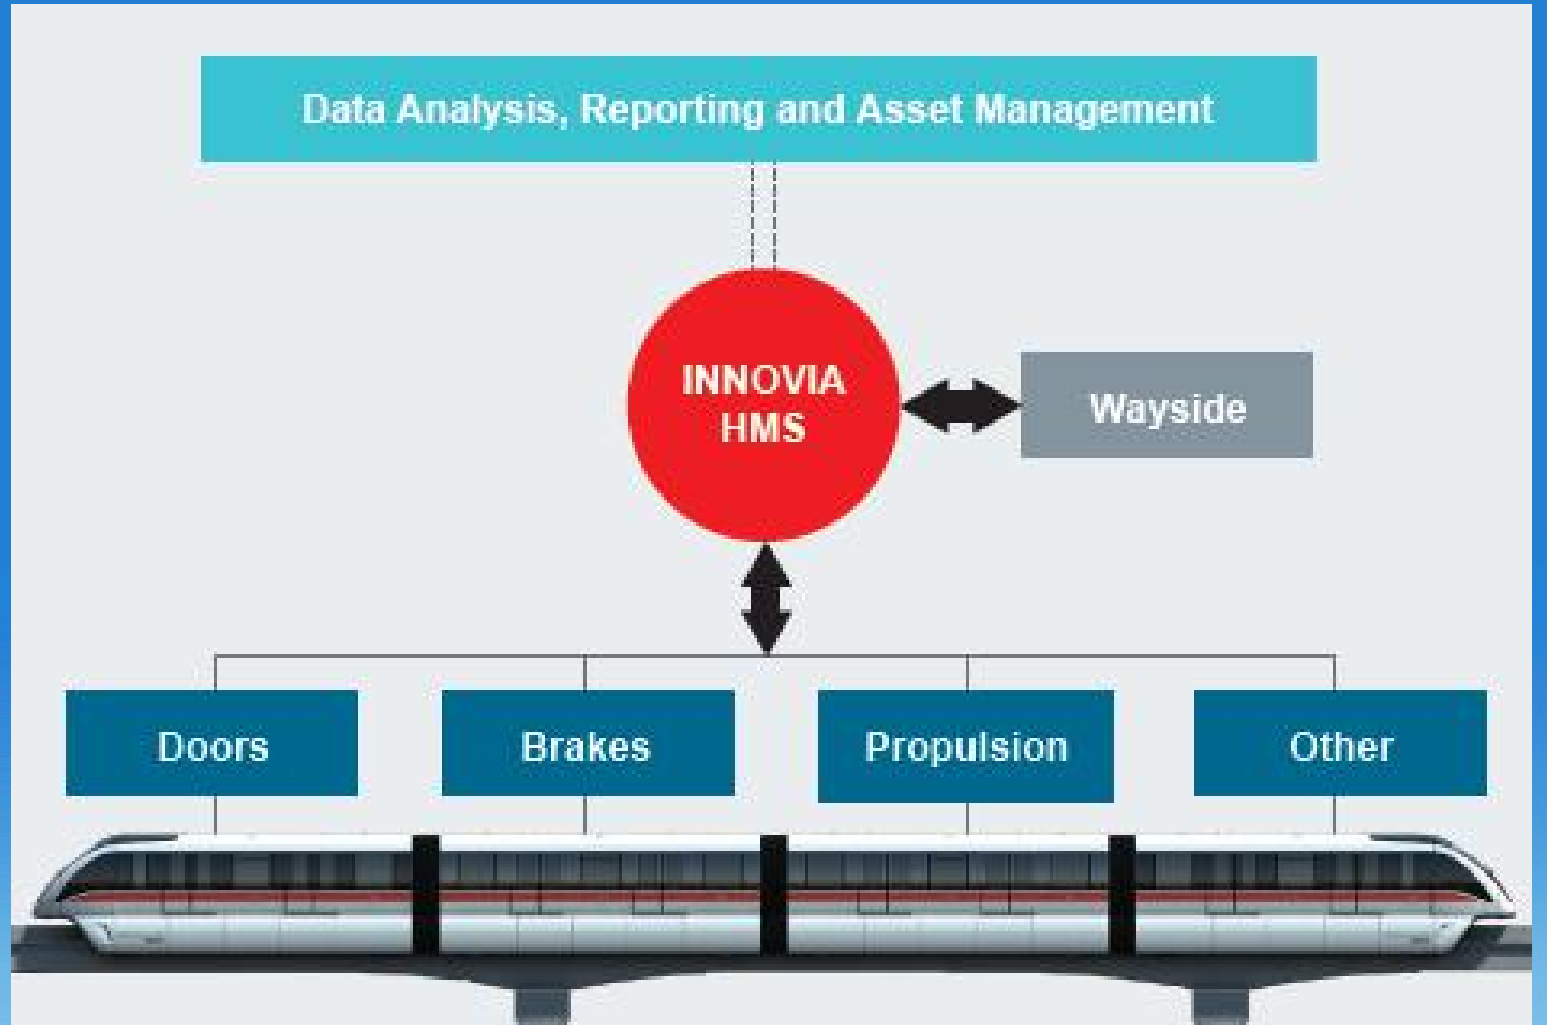 Data Analysis, Reporting and Asset Management
INNOVIA
HMS
Wayside
Doors
Brakes
Propulsion
Other